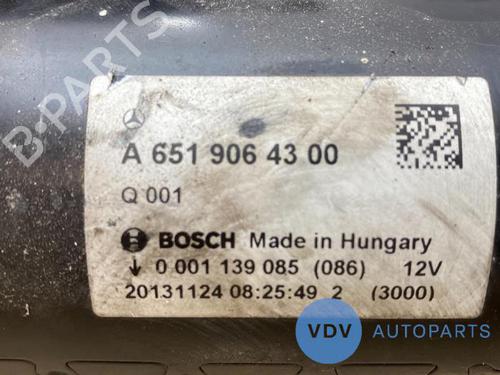 B-PARTS
A 651 906 43 00
Q 001
BOSCH Made in Hungary
0 001 139 085 (086) 12V
20131124 08:25:49 2 (3000)
VDV AUTOPARTS